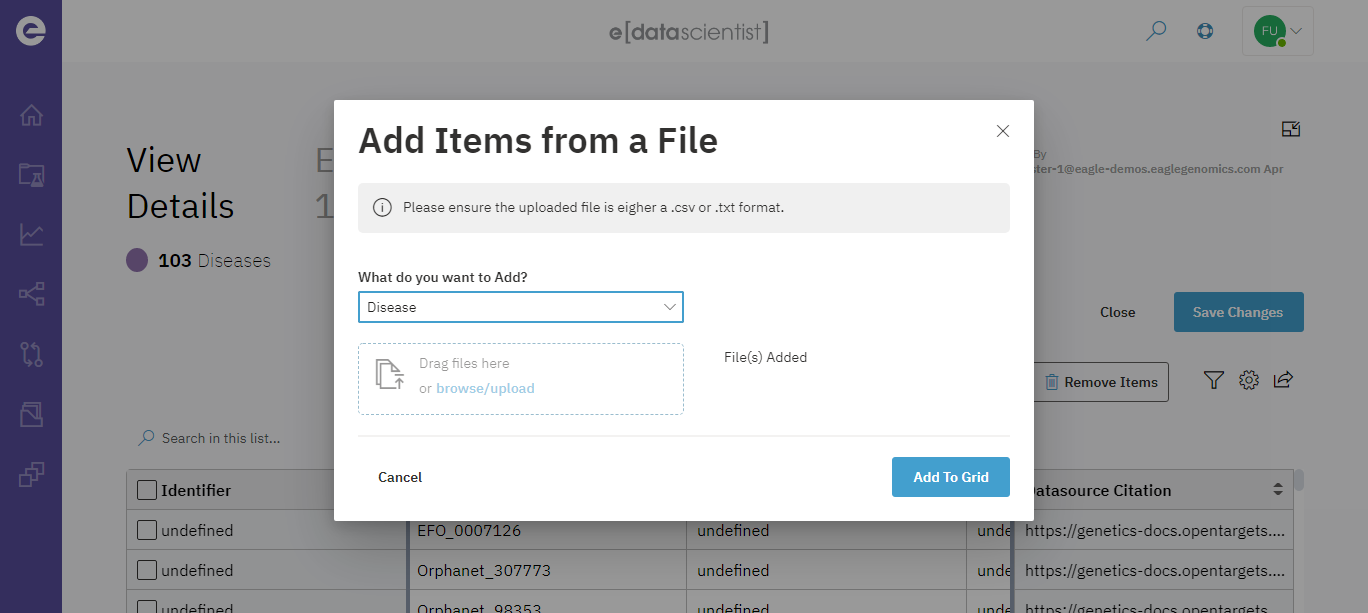 e[datascientist]
FU
View
Details
E
1
103 Diseases
By
ter-1@eagle-demos.eaglegenomics.com Apr
Add Items from a File
Please ensure the uploaded file is eigher a .csv or .txt format.
What do you want to Add?
Disease
Drag files here
or browse/upload
File(s) Added
Cancel
Add To Grid
Close
Save Changes
Remove Items
Search in this list...
Identifier
atasource Citation
undefined
EFO_0007126
undefined
unde
https://genetics-docs.opentargets....
undefined
Orphanet_307773
undefined
unde
https://genetics-docs.opentargets....
undefined
Orphanet_98353
undefined
unde
https://genetics-docs.opentargets....